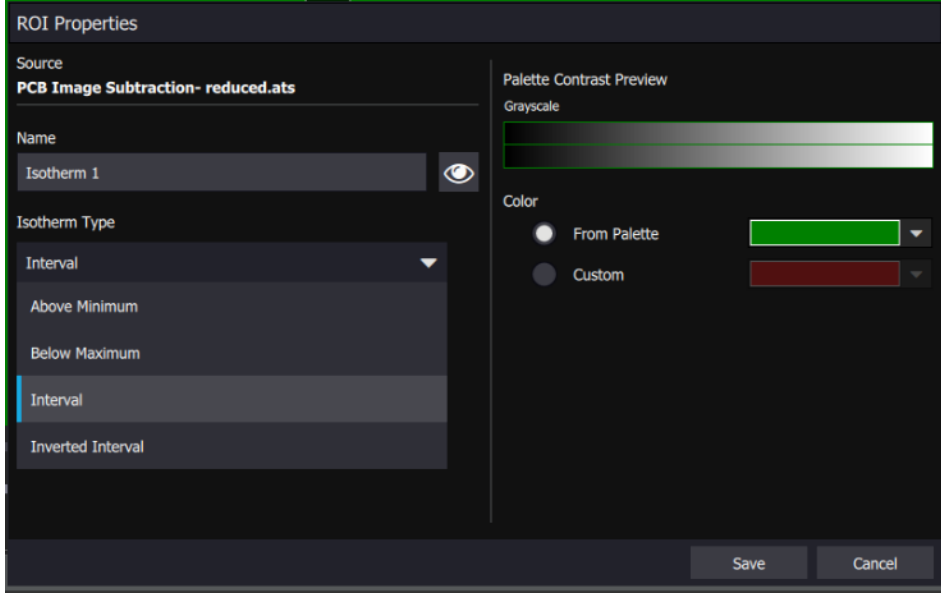 ROI Properties
Source
PCB Image Subtraction- reduced.ats
Name
Isotherm 1
Isotherm Type
Interval
Above Minimum
Below Maximum
Interval
Inverted Interval
Palette Contrast Preview
Grayscale
Color
From Palette
Custom
Save
Cancel